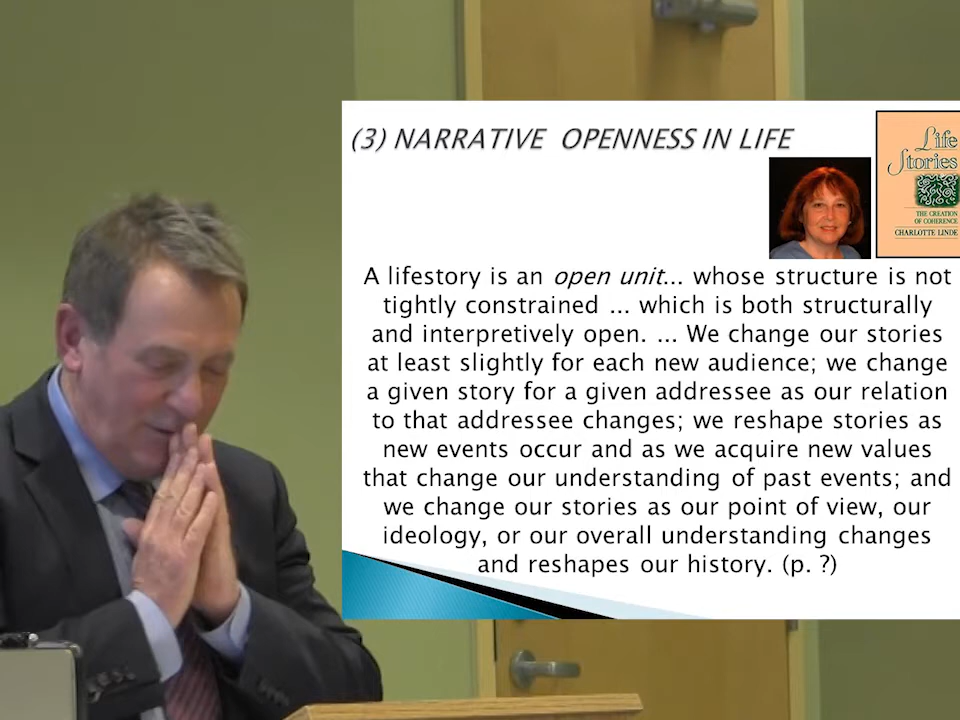 (3) NARRATIVE OPENNESS IN LIFE
Life
Stories
THE CREATION
OF COHERENCE
CHARLOTTE LINDE
A lifestory is an open unit... whose structure is not
tightly constrained ... which is both structurally
and interpretively open. ... We change our stories
at least slightly for each new audience; we change
a given story for a given addressee as our relation
to that addressee changes; we reshape stories as
new events occur and as we acquire new values
that change our understanding of past events; and
we change our stories as our point of view, our
ideology, or our overall understanding changes
and reshapes our history. (p. ?)